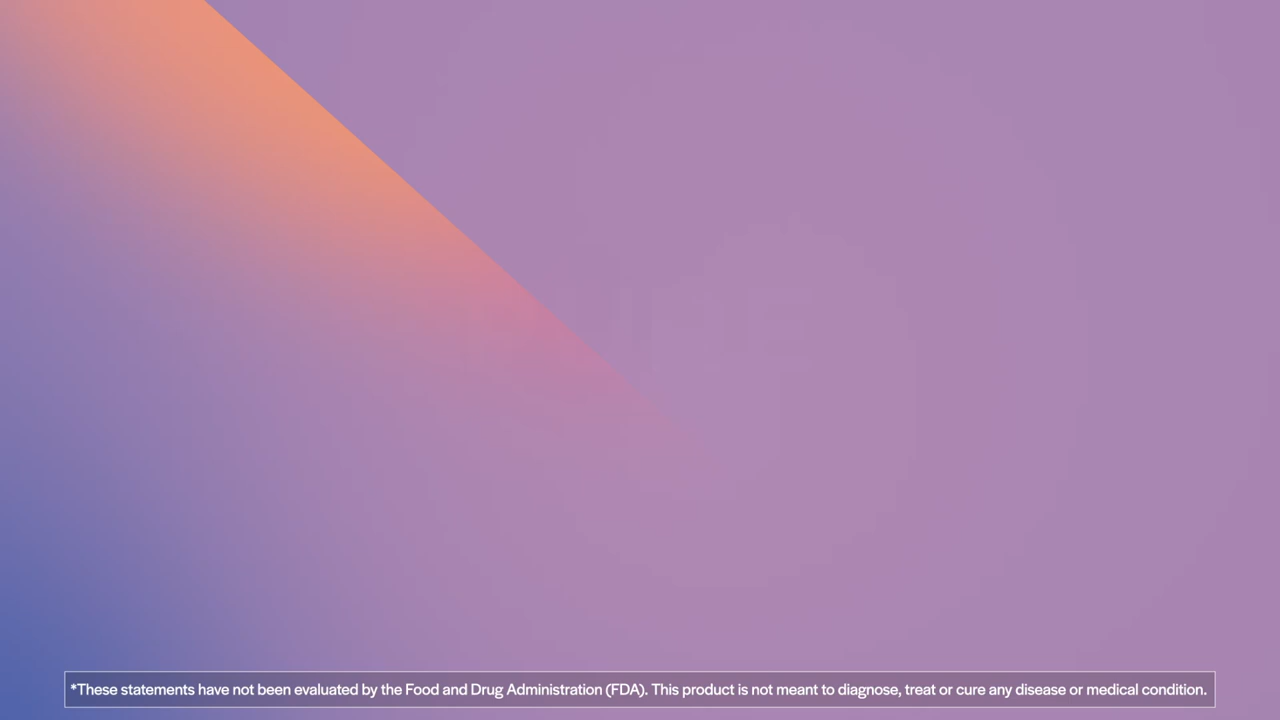 *These statements have not been evaluated by the Food and Drug Administration (FDA). This product is not meant to diagnose, treat or cure any disease or medical condition.